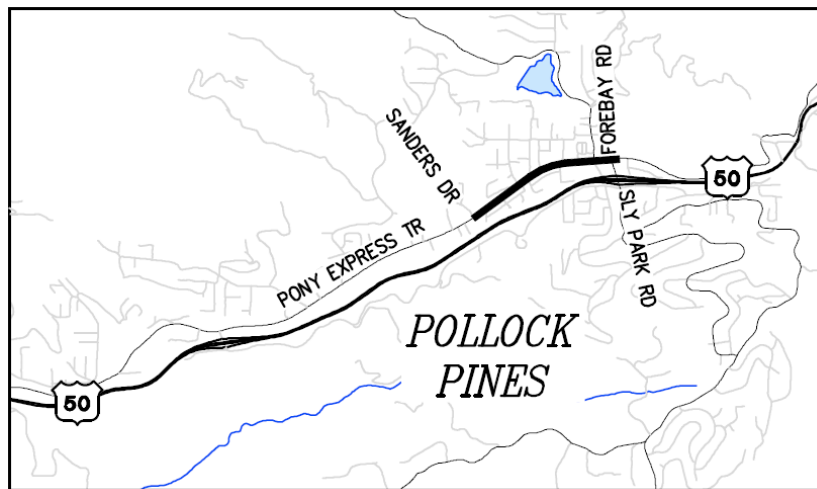 FOREBAY RD
SANDERS DR
50
SLY PARK RD
PONY EXPRESS TR
POLLOCK
PINES
50